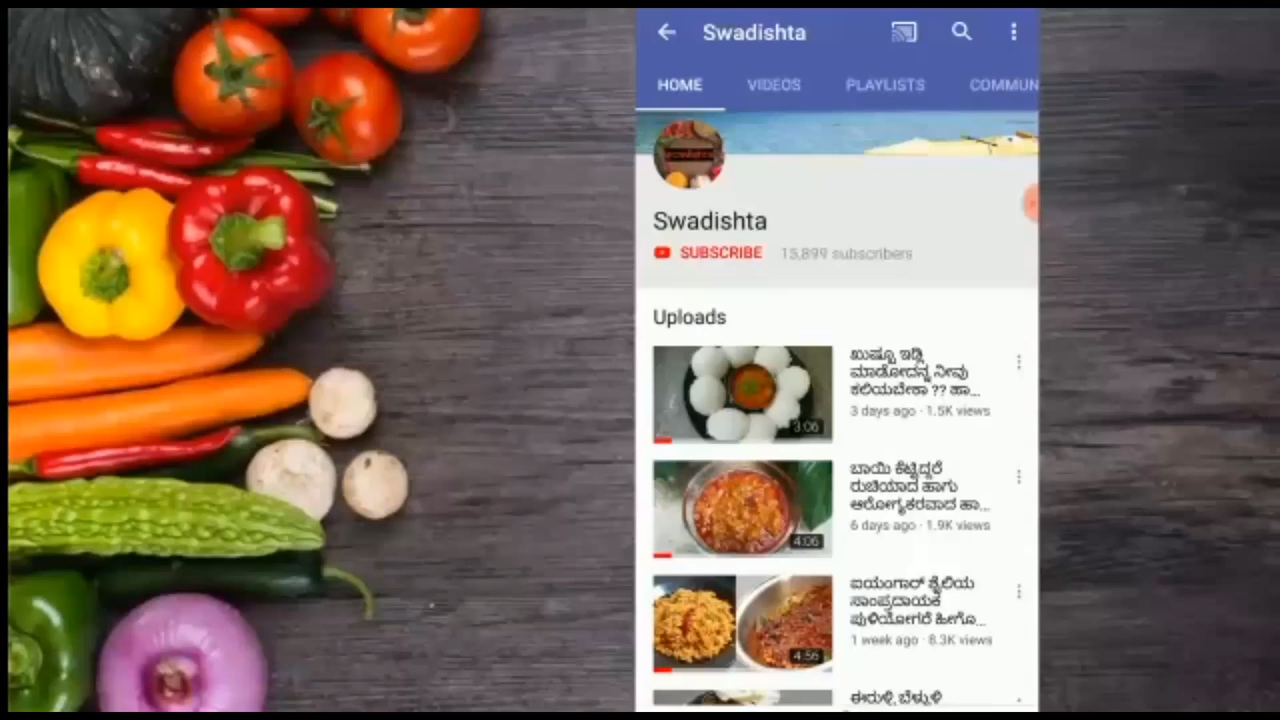 Swadishta
HOME VIDEOS PLAYLISTS COMMUN
Swadishta
SUBSCRIBE 15,899 subscribers
Uploads
ಖುಷ್ಬೂ ಇಡ್ಲಿ
ಮಾಡೋದನ್ನ ನೀವು
ಕಲಿಯಬೇಕಾ ?? ಹಾ...
3 days ago · 1.5K views
3:06
ಬಾಯಿ ಕೆಟ್ಟಿದ್ದರೆ
ರುಚಿಯಾದ ಹಾಗು
ಆರೋಗ್ಯಕರವಾದ ಹಾ...
6 days ago · 1.9K views
4:06
ಐಯಂಗಾರ್ ಶೈಲಿಯ
ಸಾಂಪ್ರದಾಯಕ
ಪುಳಿಯೋಗರೆ ಹೀಗೊ...
1 week ago · 8.3K views
4:56
ಈರುಳ್ಳಿ ಬೆಳ್ಳುಳ್ಳಿ